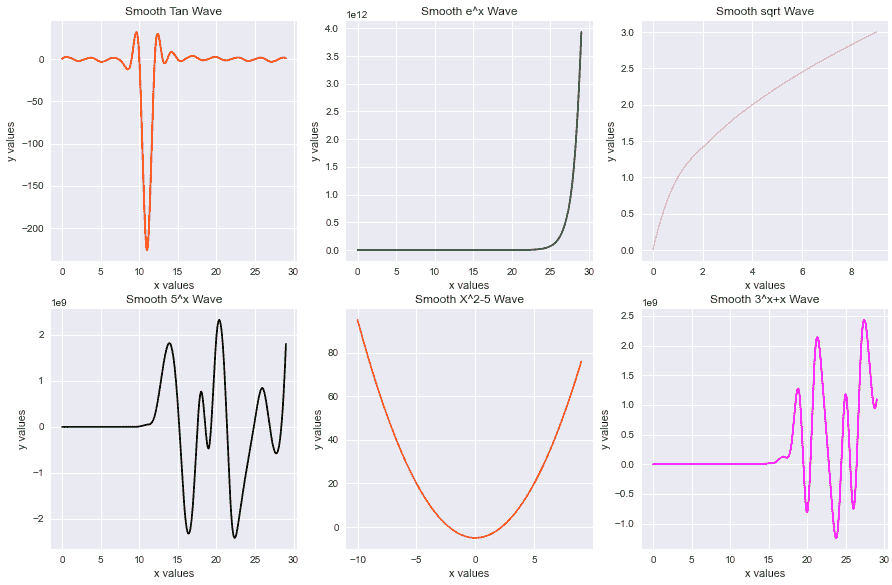 Smooth Tan Wave
y values
0
−50
−100
−150
−200
0 5 10 15 20 25 30
x values
Smooth e^x Wave
1e12
y values
4.0
3.5
3.0
2.5
2.0
1.5
1.0
0.5
0.0
0 5 10 15 20 25 30
x values
Smooth sqrt Wave
y values
3.0
2.5
2.0
1.5
1.0
0.5
0.0
0 2 4 6 8
x values
Smooth 5^x Wave
1e9
y values
2
1
0
−1
−2
0 5 10 15 20 25 30
x values
Smooth X^2-5 Wave
y values
80
60
40
20
0
−10 −5 0 5
x values
Smooth 3^x+x Wave
1e9
y values
2.5
2.0
1.5
1.0
0.5
0.0
−0.5
−1.0
0 5 10 15 20 25 30
x values